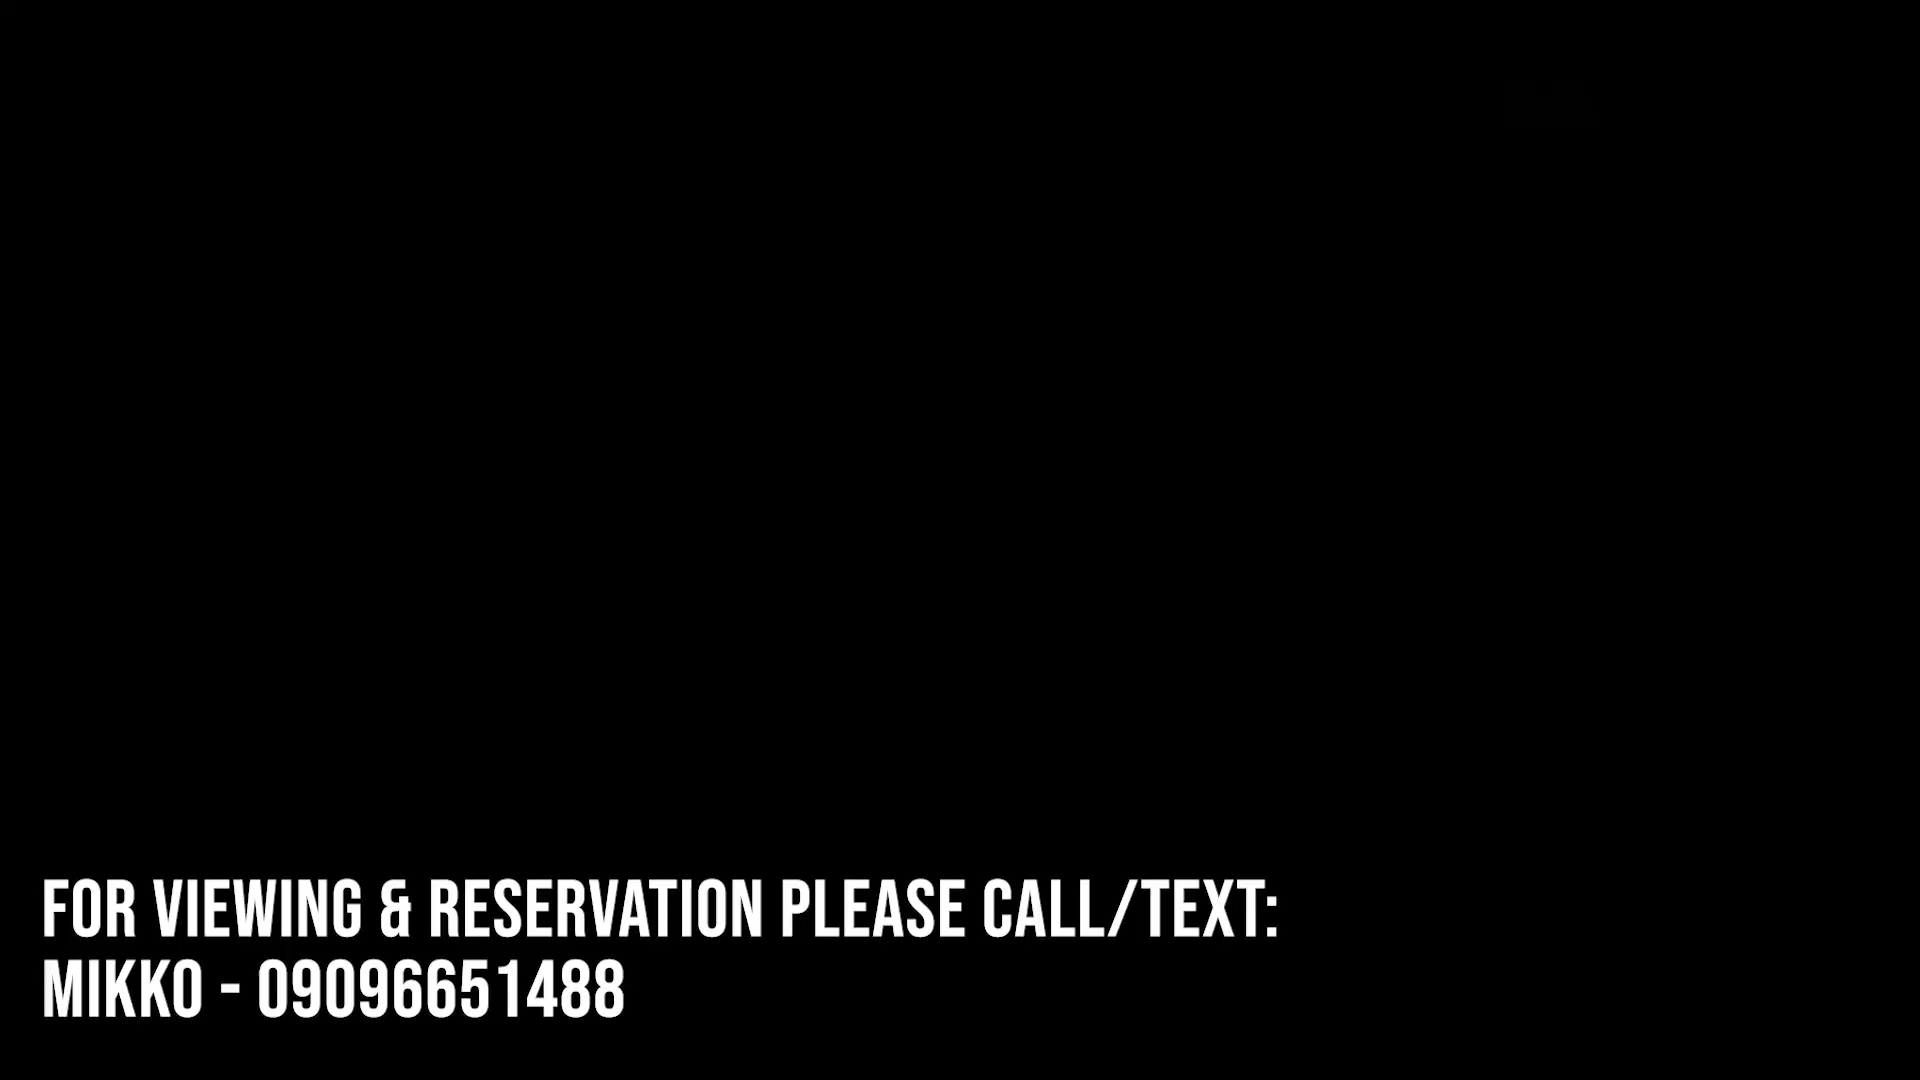 FOR VIEWING & RESERVATION PLEASE CALL/TEXT:
MIKKO - 09096651488